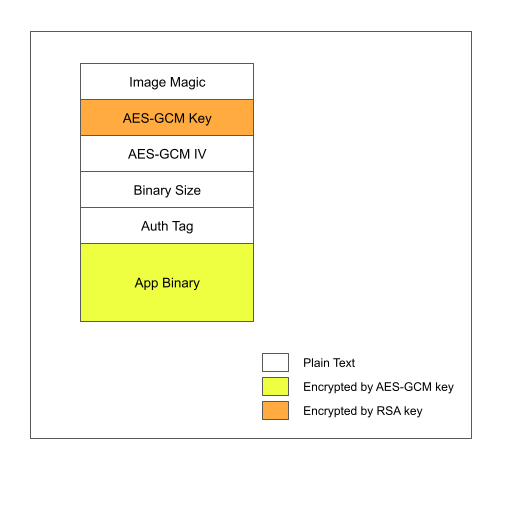 Image Magic
AES-GCM Key
AES-GCM IV
Binary Size
Auth Tag
App Binary
Plain Text
Encrypted by AES-GCM key
Encrypted by RSA key